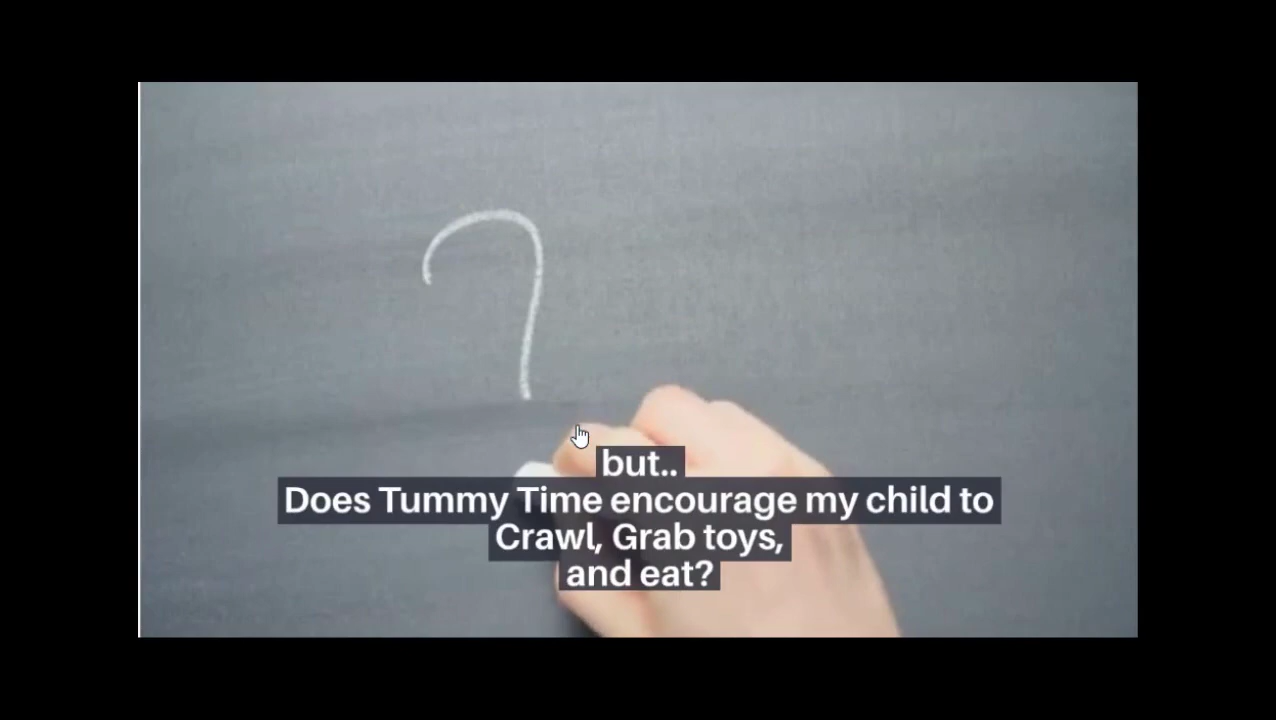 ?
but..
Does Tummy Time encourage my child to
Crawl, Grab toys,
and eat?